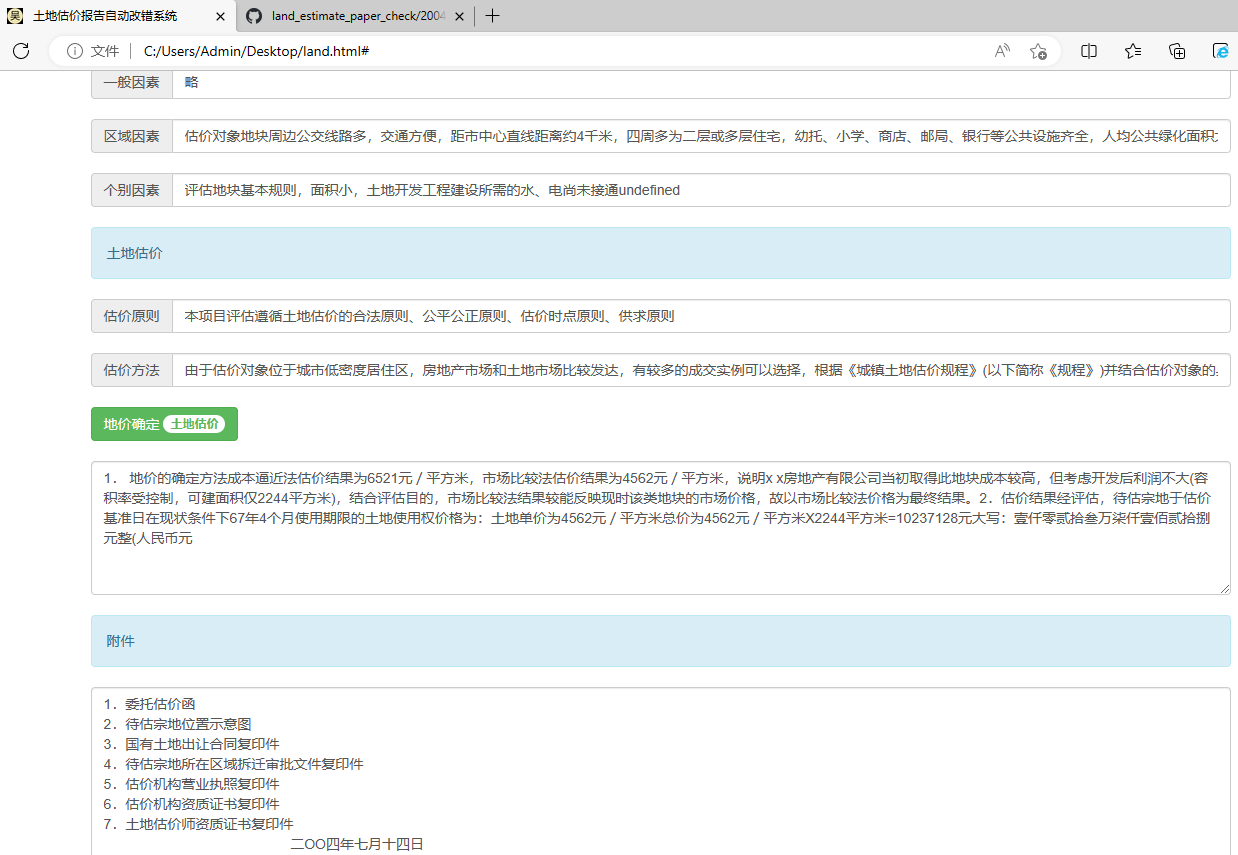 吴 土地估价报告自动改错系统 land_estimate_paper_check/2004
文件 C:/Users/Admin/Desktop/land.html#
一般因素 略
区域因素 估价对象地块周边公交线路多，交通方便，距市中心直线距离约4千米，四周多为二层或多层住宅，幼托、小学、商店、邮局、银行等公共设施齐全，人均公共绿化面积
个别因素 评估地块基本规则，面积小，土地开发工程建设所需的水、电尚未接通undefined
土地估价
估价原则 本项目评估遵循土地估价的合法原则、公平公正原则、估价时点原则、供求原则
估价方法 由于估价对象位于城市低密度居住区，房地产市场和土地市场比较发达，有较多的成交实例可以选择，根据《城镇土地估价规程》(以下简称《规程》)并结合估价对象的
地价确定 土地估价
1． 地价的确定方法成本逼近法估价结果为6521元／平方米，市场比较法估价结果为4562元／平方米，说明x x房地产有限公司当初取得此地块成本较高，但考虑开发后利润不大(容
积率受控制，可建面积仅2244平方米)，结合评估目的，市场比较法结果较能反映现时该类地块的市场价格，故以市场比较法价格为最终结果。2．估价结果经评估，待估宗地于估价
基准日在现状条件下67年4个月使用期限的土地使用权价格为：土地单价为4562元／平方米总价为4562元／平方米X2244平方米=10237128元大写：壹仟零贰拾叁万柒仟壹佰贰拾捌
元整(人民币元
附件
1．委托估价函
2．待估宗地位置示意图
3．国有土地出让合同复印件
4．待估宗地所在区域拆迁审批文件复印件
5．估价机构营业执照复印件
6．估价机构资质证书复印件
7．土地估价师资质证书复印件
二OO四年七月十四日